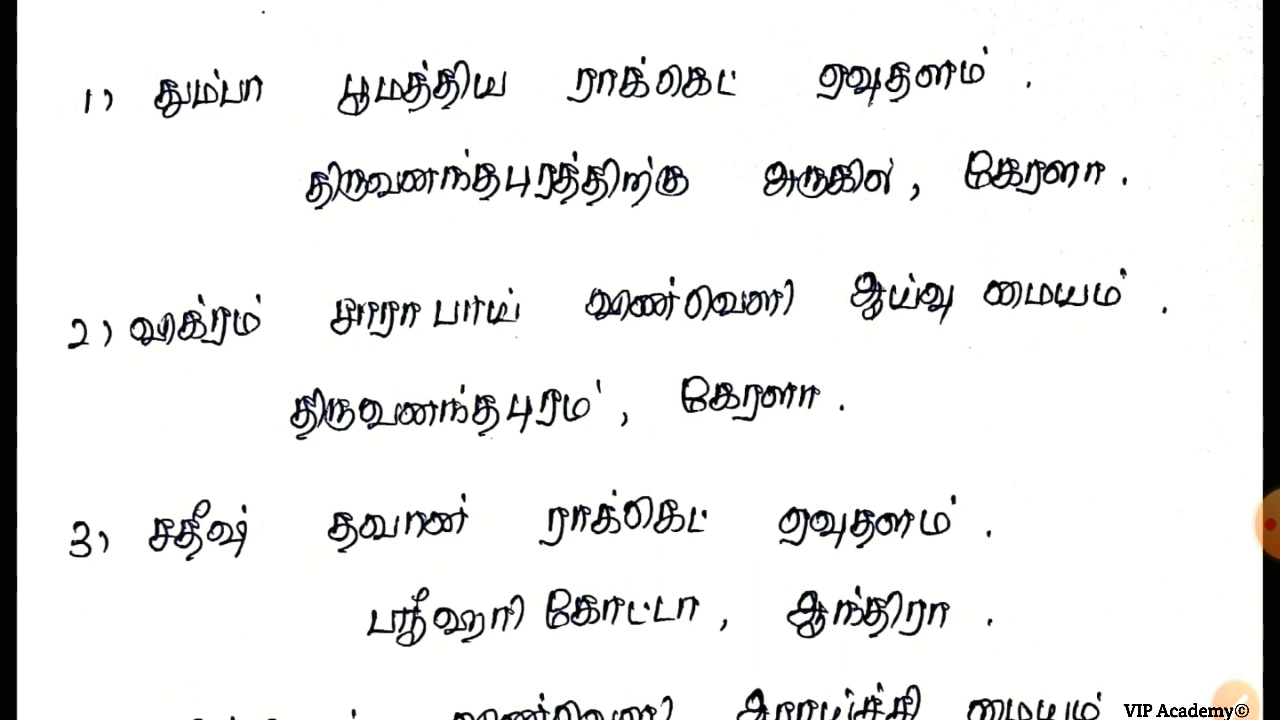 1) தும்பா பூமத்திய ராக்கெட் ஏவுதளம்.
திருவனந்தபுரத்திற்கு அருகில், கேரளா.
2) விக்ரம் சாராபாய் விண்வெளி ஆய்வு மையம்.
திருவனந்தபுரம், கேரளா.
3) சதீஷ் தவான் ராக்கெட் ஏவுதளம்.
ஸ்ரீஹரி கோட்டா, ஆந்திரா.
விண்வெளி ஆராய்ச்சி மையம்
VIP Academy©